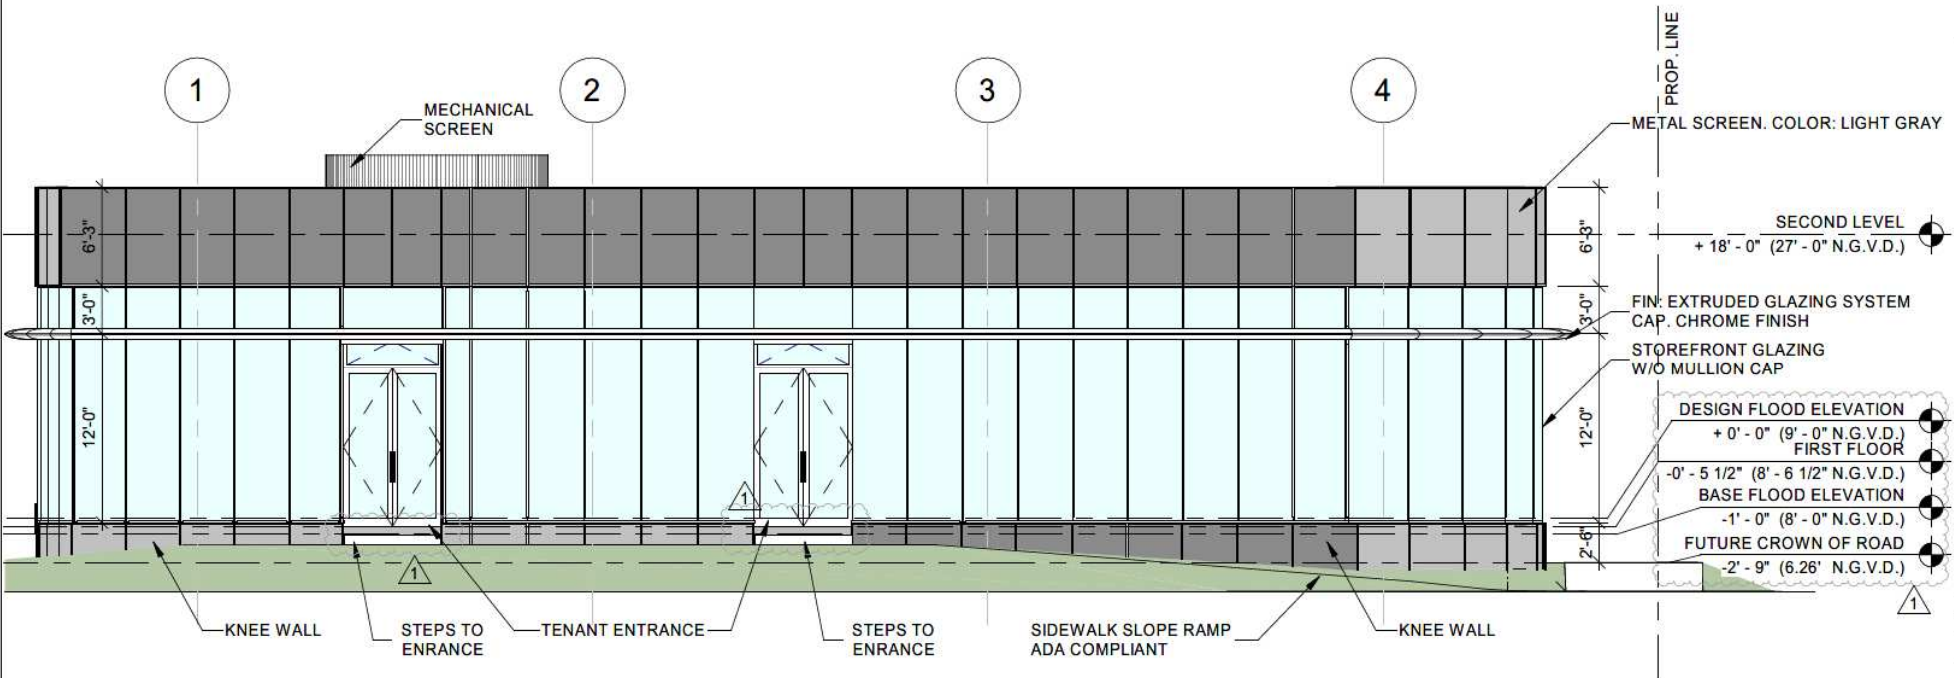 PROP. LINE
1
2
3
4
MECHANICAL
SCREEN
METAL SCREEN. COLOR: LIGHT GRAY
6'-3"
6'-3"
SECOND LEVEL
+ 18' - 0" (27' - 0" N.G.V.D.)
3'-0"
3'-0"
FIN: EXTRUDED GLAZING SYSTEM
CAP. CHROME FINISH
STOREFRONT GLAZING
W/O MULLION CAP
12'-0"
12'-0"
DESIGN FLOOD ELEVATION
+ 0' - 0" (9' - 0" N.G.V.D.)
FIRST FLOOR
-0' - 5 1/2" (8' - 6 1/2" N.G.V.D.)
BASE FLOOD ELEVATION
-1' - 0" (8' - 0" N.G.V.D.)
2'-6"
FUTURE CROWN OF ROAD
-2' - 9" (6.26' N.G.V.D.)
1
1
1
KNEE WALL
STEPS TO
ENRANCE
TENANT ENTRANCE
STEPS TO
ENRANCE
SIDEWALK SLOPE RAMP
ADA COMPLIANT
KNEE WALL